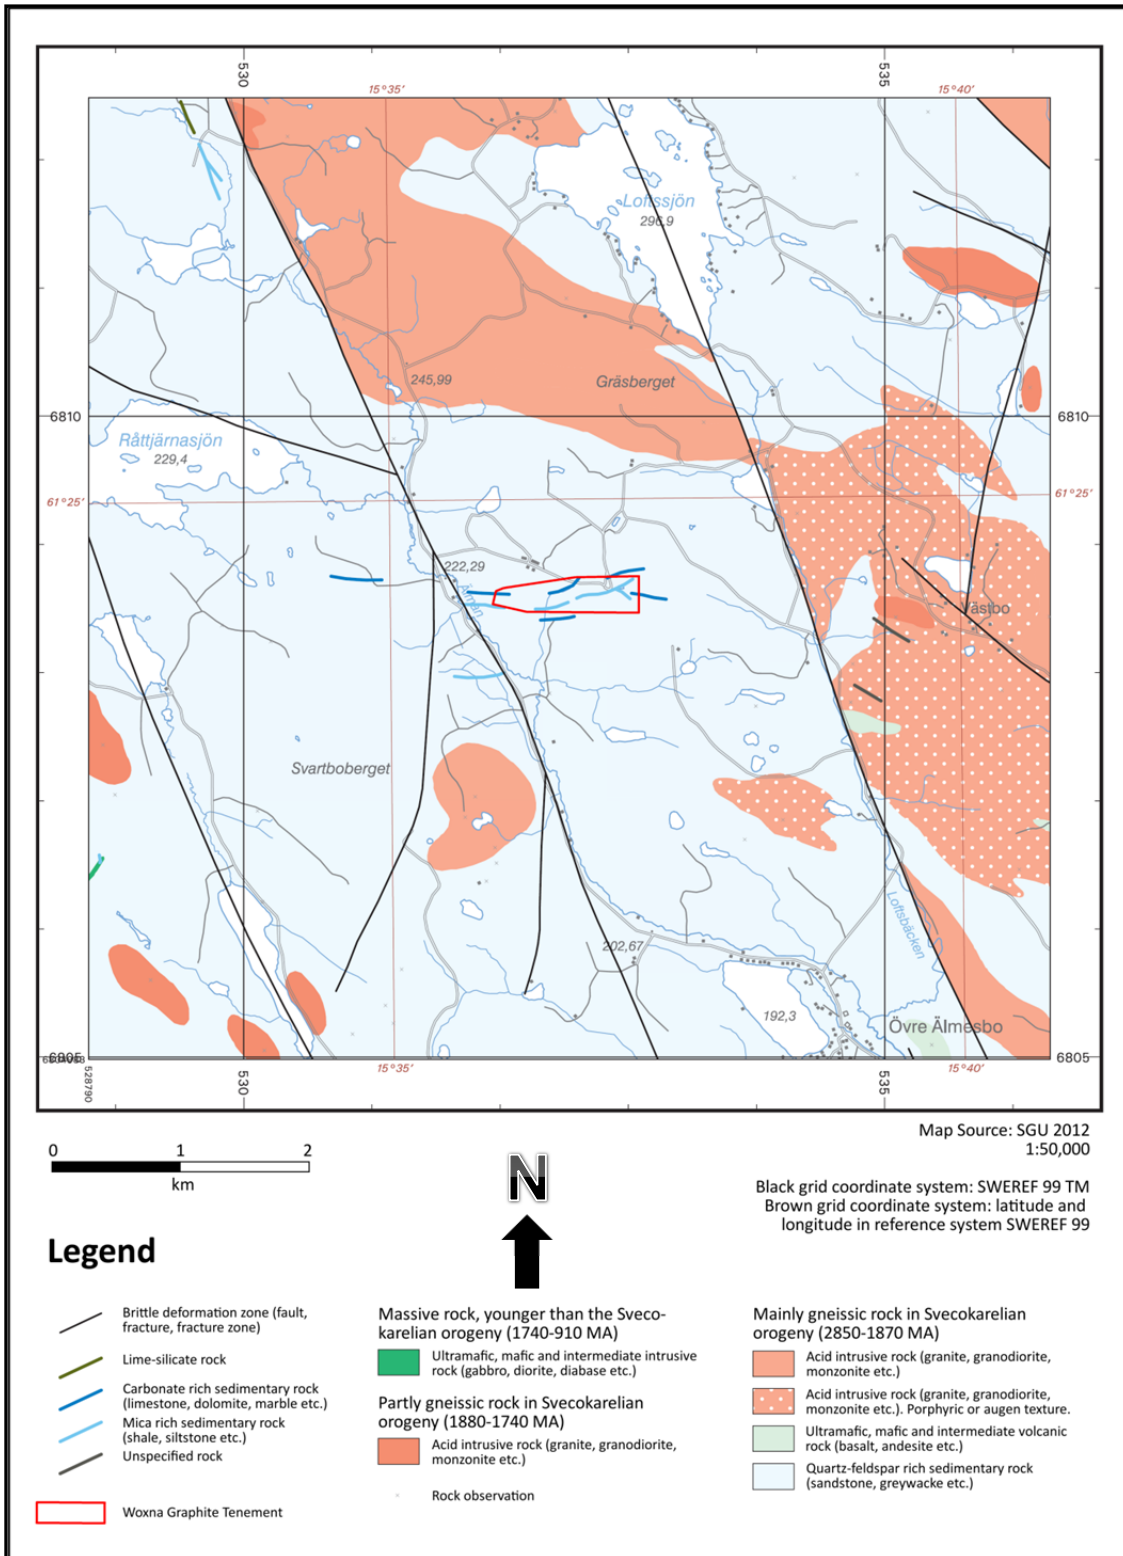 530
535
15°35'
15°40'
Loftssjön
296,9
245,99
Gräsberget
6810
6810
Råttjärnasjön
229,4
61°25'
61°25'
222,29
Älman
Västbo
Svartboberget
Loftsbäcken
202,67
192,3
Övre Älmesbo
6805
6805
528790
15°35'
15°40'
530
535
Map Source: SGU 2012
1:50,000
0 1 2
km
N
Black grid coordinate system: SWEREF 99 TM
Brown grid coordinate system: latitude and
longitude in reference system SWEREF 99
Legend
Brittle deformation zone (fault,
fracture, fracture zone)
Lime-silicate rock
Carbonate rich sedimentary rock
(limestone, dolomite, marble etc.)
Mica rich sedimentary rock
(shale, siltstone etc.)
Unspecified rock
Woxna Graphite Tenement
Massive rock, younger than the Sveco-
karelian orogeny (1740-910 MA)
Ultramafic, mafic and intermediate intrusive
rock (gabbro, diorite, diabase etc.)
Partly gneissic rock in Svecokarelian
orogeny (1880-1740 MA)
Acid intrusive rock (granite, granodiorite,
monzonite etc.)
Rock observation
Mainly gneissic rock in Svecokarelian
orogeny (2850-1870 MA)
Acid intrusive rock (granite, granodiorite,
monzonite etc.)
Acid intrusive rock (granite, granodiorite,
monzonite etc.). Porphyric or augen texture.
Ultramafic, mafic and intermediate volcanic
rock (basalt, andesite etc.)
Quartz-feldspar rich sedimentary rock
(sandstone, greywacke etc.)